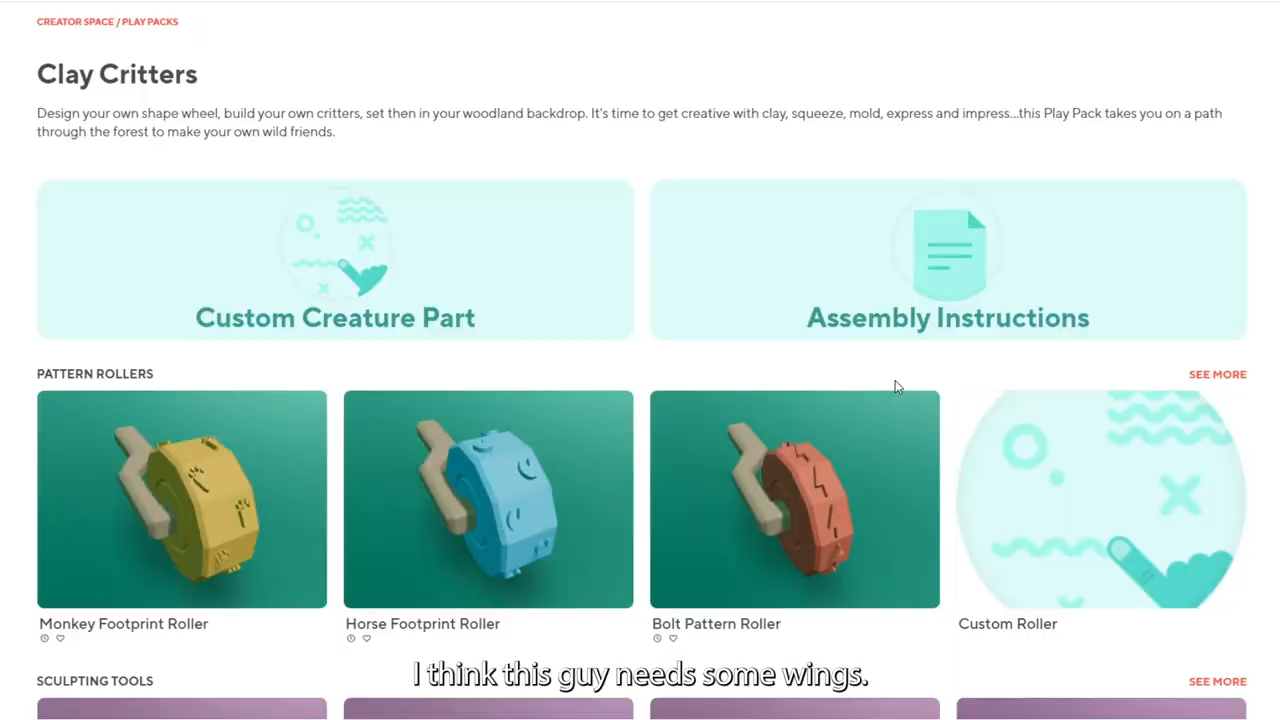 CREATOR SPACE / PLAY PACKS
Clay Critters
Design your own shape wheel, build your own critters, set then in your woodland backdrop. It's time to get creative with clay, squeeze, mold, express and impress...this Play Pack takes you on a path
through the forest to make your own wild friends.
Custom Creature Part
Assembly Instructions
PATTERN ROLLERS
SEE MORE
Monkey Footprint Roller
Horse Footprint Roller
Bolt Pattern Roller
Custom Roller
I think this guy needs some wings.
SCULPTING TOOLS
SEE MORE